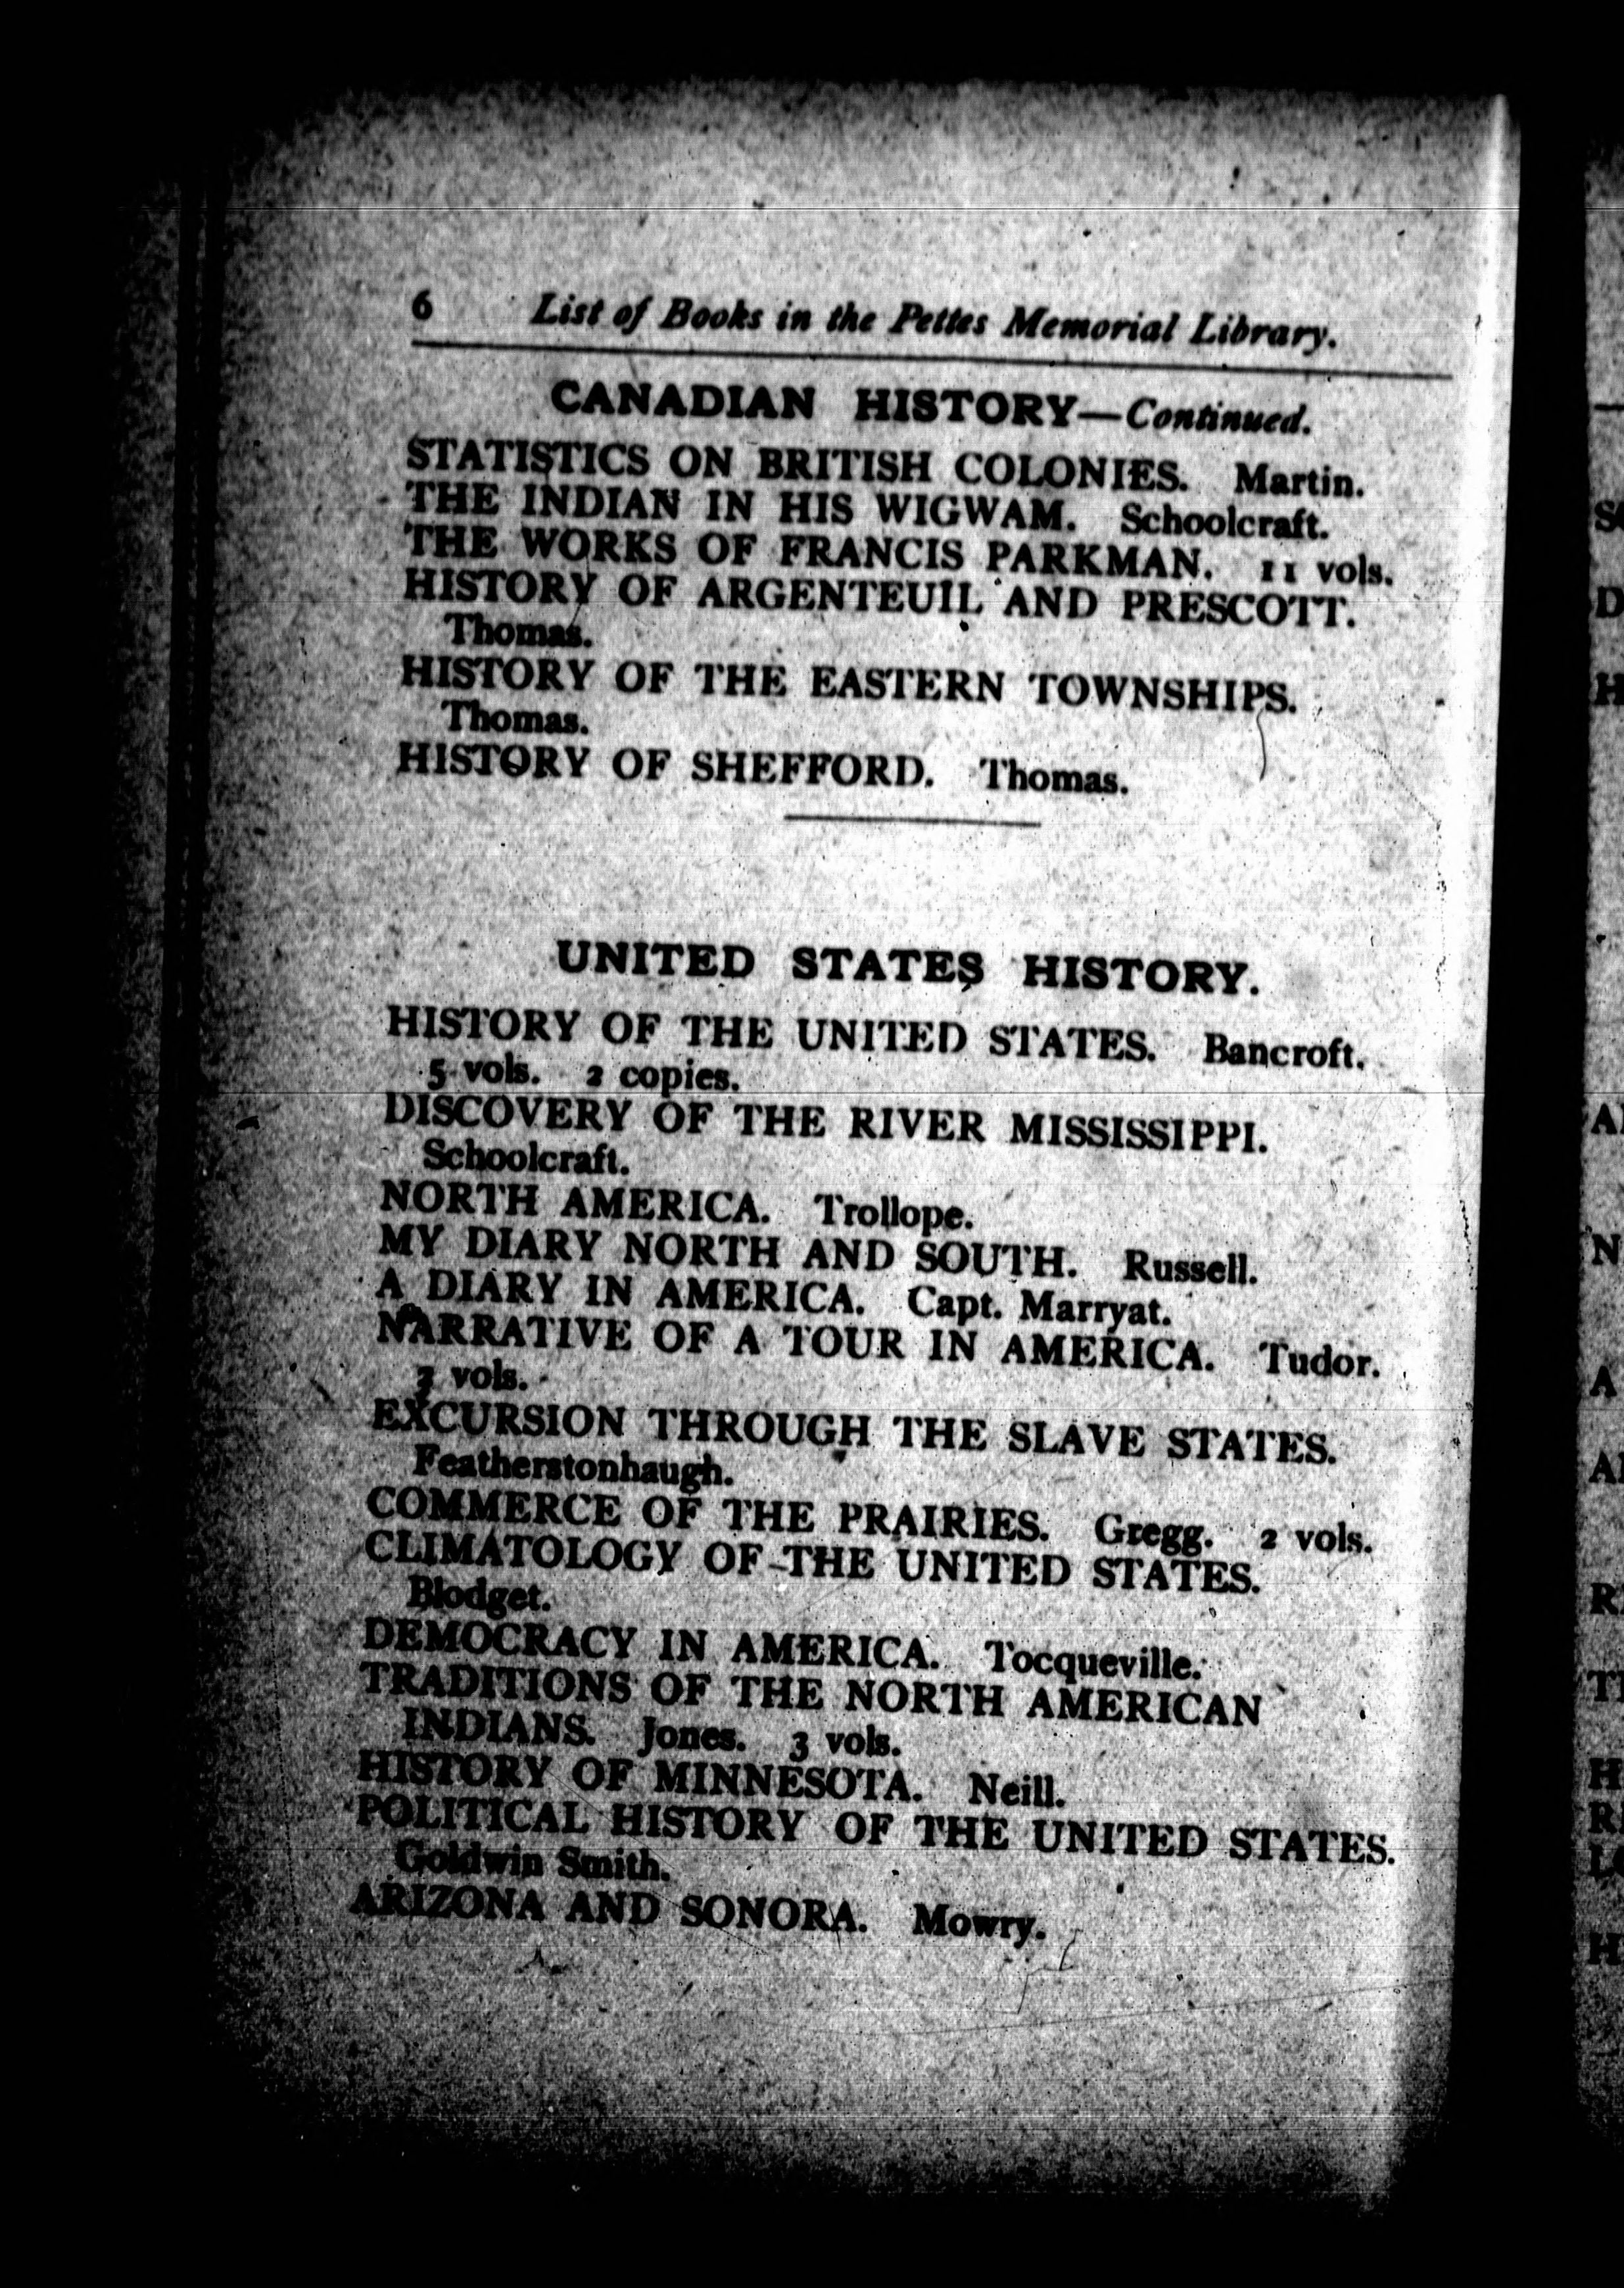 6 List of Books in the Pettes Memorial Library.
CANADIAN HISTORY—Continued.
STATISTICS ON BRITISH COLONIES. Martin.
THE INDIAN IN HIS WIGWAM. Schoolcraft.
THE WORKS OF FRANCIS PARKMAN. 11 vols.
HISTORY OF ARGENTEUIL AND PRESCOTT.
Thomas.
HISTORY OF THE EASTERN TOWNSHIPS.
Thomas.
HISTORY OF SHEFFORD. Thomas.
UNITED STATES HISTORY.
HISTORY OF THE UNITED STATES. Bancroft.
5 vols. 2 copies.
DISCOVERY OF THE RIVER MISSISSIPPI.
Schoolcraft.
NORTH AMERICA. Trollope.
MY DIARY NORTH AND SOUTH. Russell.
A DIARY IN AMERICA. Capt. Marryat.
NARRATIVE OF A TOUR IN AMERICA. Tudor.
vols.
EXCURSION THROUGH THE SLAVE STATES.
Featherstonhaugh.
COMMERCE OF THE PRAIRIES. Gregg. 2 vols.
CLIMATOLOGY OF THE UNITED STATES.
Blodget.
DEMOCRACY IN AMERICA. Tocqueville.
TRADITIONS OF THE NORTH AMERICAN
INDIANS. Jones. 3 vols.
HISTORY OF MINNESOTA. Neill.
POLITICAL HISTORY OF THE UNITED STATES.
Goldwin Smith.
ARIZONA AND SONORA. Mowry.